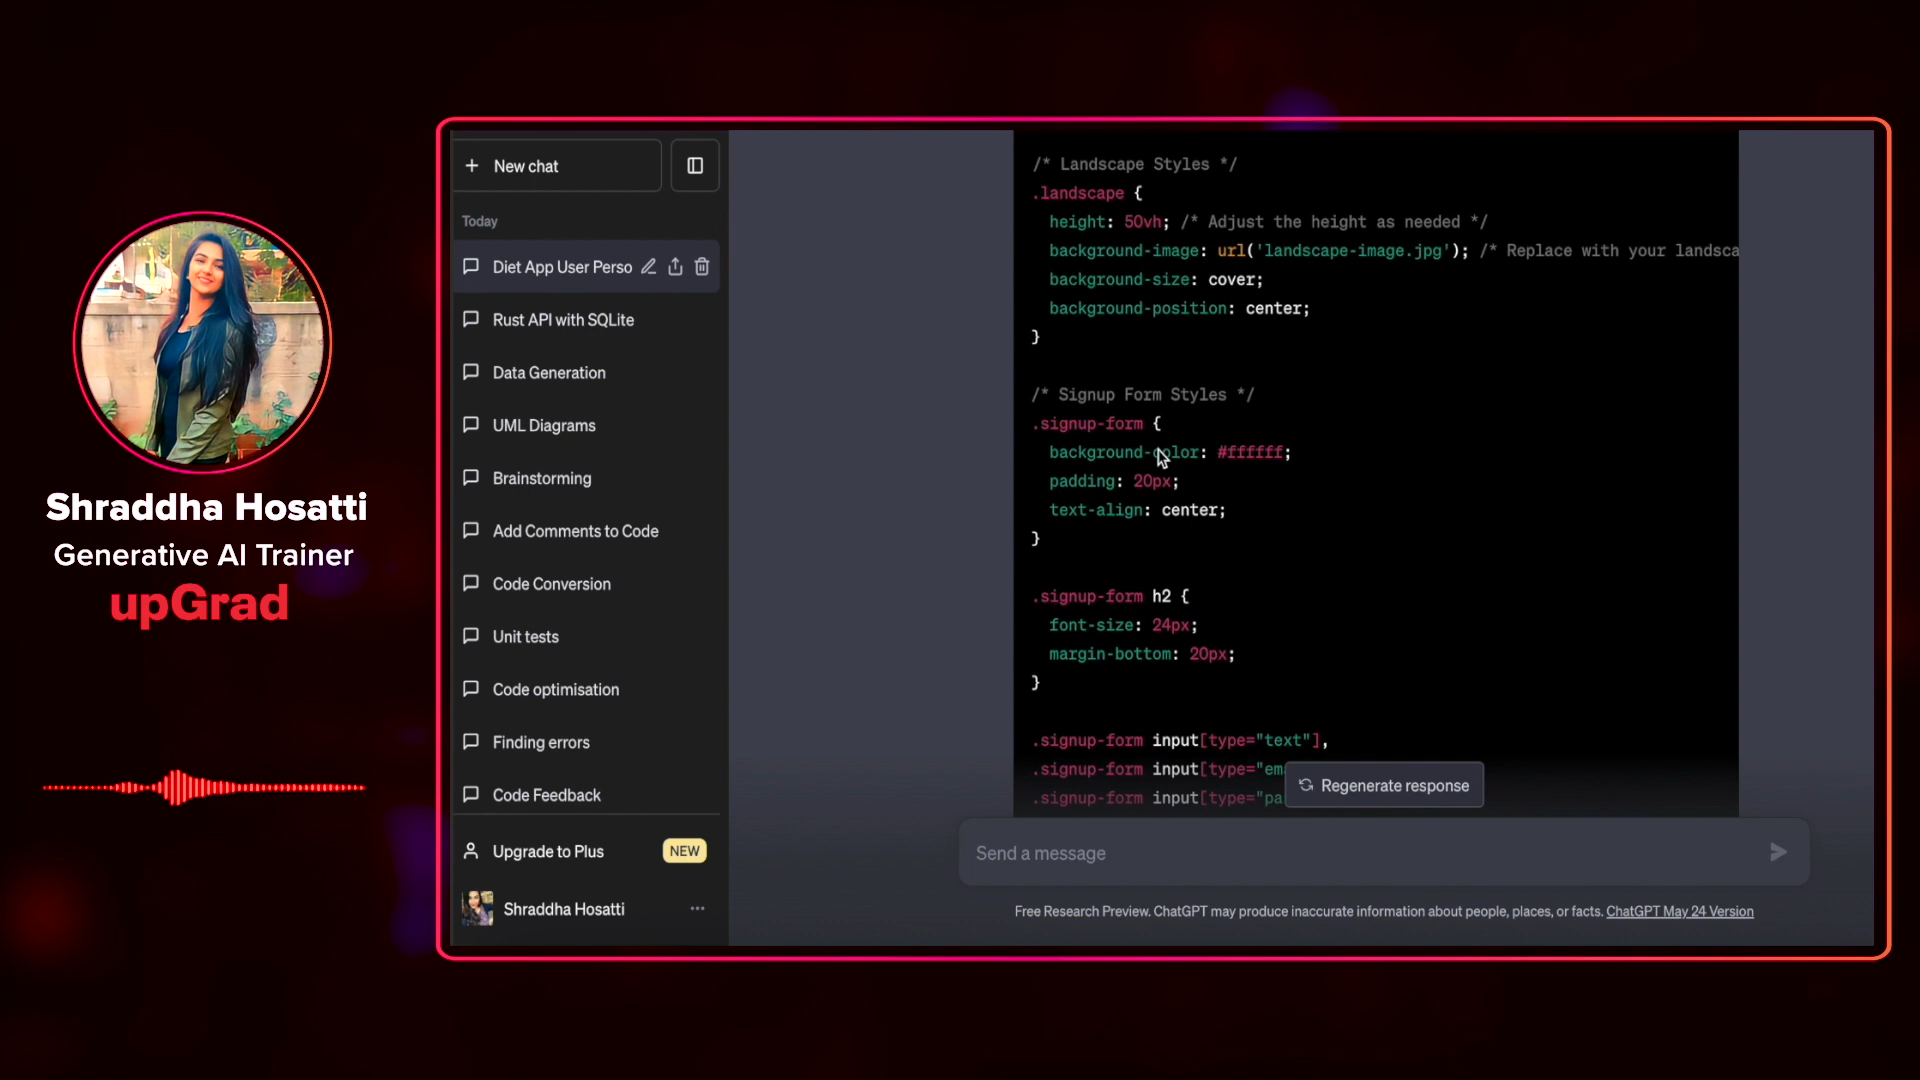 Shraddha Hosatti
Generative AI Trainer
upGrad
New chat
Today
Diet App User Perso
Rust API with SQLite
Data Generation
UML Diagrams
Brainstorming
Add Comments to Code
Code Conversion
Unit tests
Code optimisation
Finding errors
Code Feedback
Upgrade to Plus NEW
Shraddha Hosatti
/* Landscape Styles */
.landscape {
height: 50vh; /* Adjust the height as needed */
background-image: url('landscape-image.jpg'); /* Replace with your landsca
background-size: cover;
background-position: center;
}
/* Signup Form Styles */
.signup-form {
background-color: #ffffff;
padding: 20px;
text-align: center;
}
.signup-form h2 {
font-size: 24px;
margin-bottom: 20px;
}
.signup-form input[type="text"],
.signup-form input[type="em
.signup-form input[type="pa
Regenerate response
Send a message
Free Research Preview. ChatGPT may produce inaccurate information about people, places, or facts. ChatGPT May 24 Version